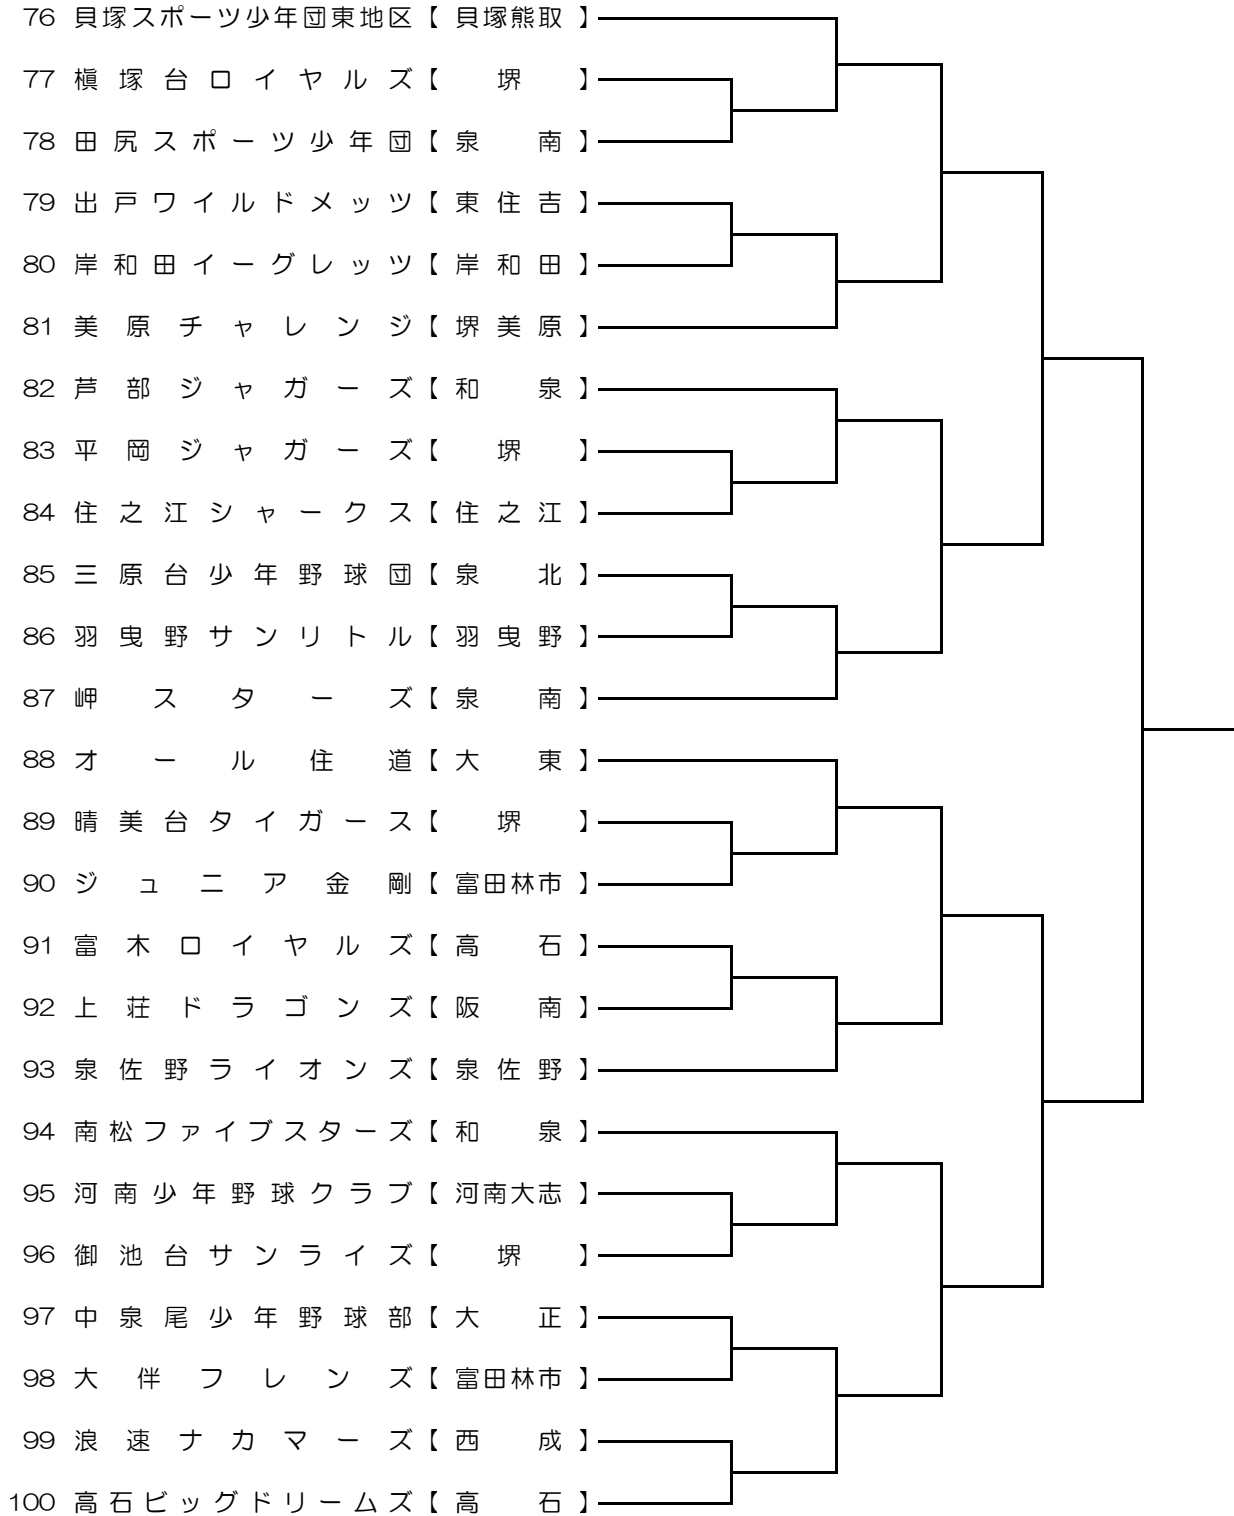 76 貝塚スポーツ少年団東地区【 貝塚熊取 】
77 槇塚台ロイヤルズ【 堺 】
78 田尻スポーツ少年団【 泉南 】
79 出戸ワイルドメッツ【 東住吉 】
80 岸和田イーグレッツ【 岸和田 】
81 美原チャレンジ【 堺美原 】
82 芦部ジャガーズ【 和泉 】
83 平岡ジャガーズ【 堺 】
84 住之江シャークス【 住之江 】
85 三原台少年野球団【 泉北 】
86 羽曳野サンリトル【 羽曳野 】
87 岬スターズ【 泉南 】
88 オール住道【 大東 】
89 晴美台タイガース【 堺 】
90 ジュニア金剛【 富田林市 】
91 富木ロイヤルズ【 高石 】
92 上荘ドラゴンズ【 阪南 】
93 泉佐野ライオンズ【 泉佐野 】
94 南松ファイブスターズ【 和泉 】
95 河南少年野球クラブ【 河南大志 】
96 御池台サンライズ【 堺 】
97 中泉尾少年野球部【 大正 】
98 大伴フレンズ【 富田林市 】
99 浪速ナカマーズ【 西成 】
100 高石ビッグドリームズ【 高石 】